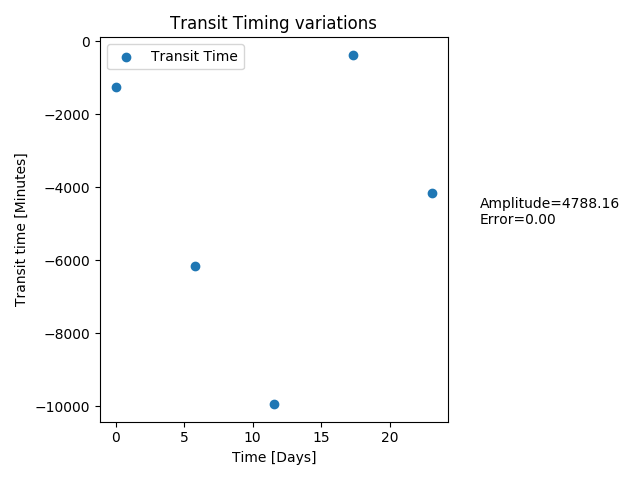 Transit Timing variations
Transit Time
0
−2000
−4000
−6000
−8000
−10000
Transit time [Minutes]
0 5 10 15 20
Time [Days]
Amplitude=4788.16
Error=0.00